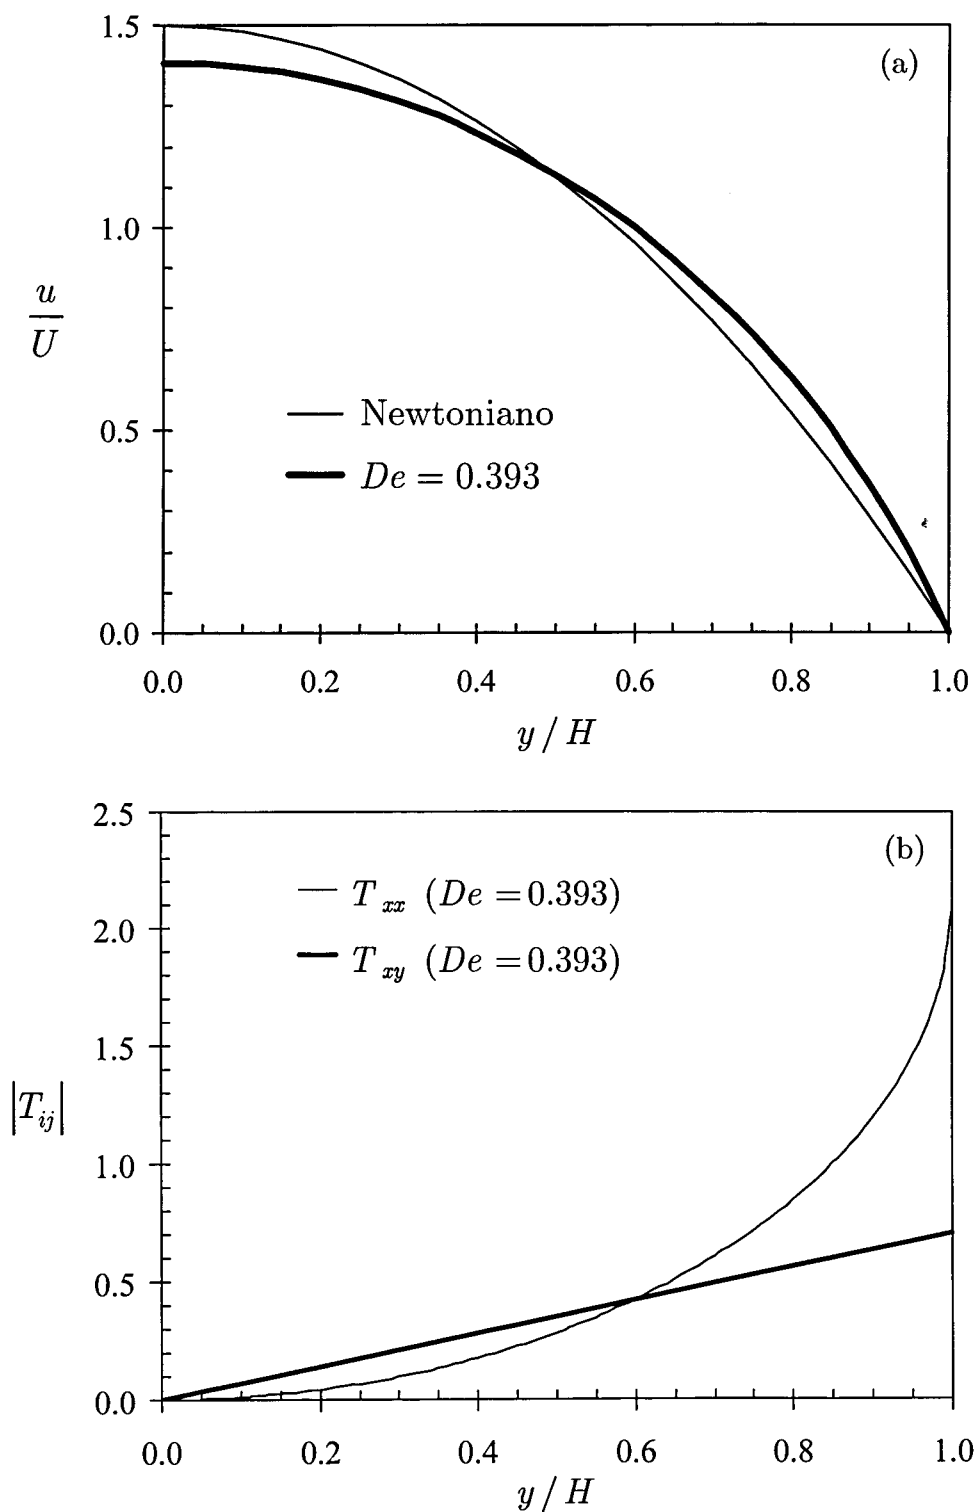 1.5
(a)
1.0
u
U
Newtoniano
0.5
De = 0.393
0.0
0.0 0.2 0.4 0.6 0.8 1.0
y / H
2.5
(b)
T xx (De = 0.393)
2.0
T xy (De = 0.393)
1.5
|T ij|
1.0
0.5
0.0
0.0 0.2 0.4 0.6 0.8 1.0
y / H